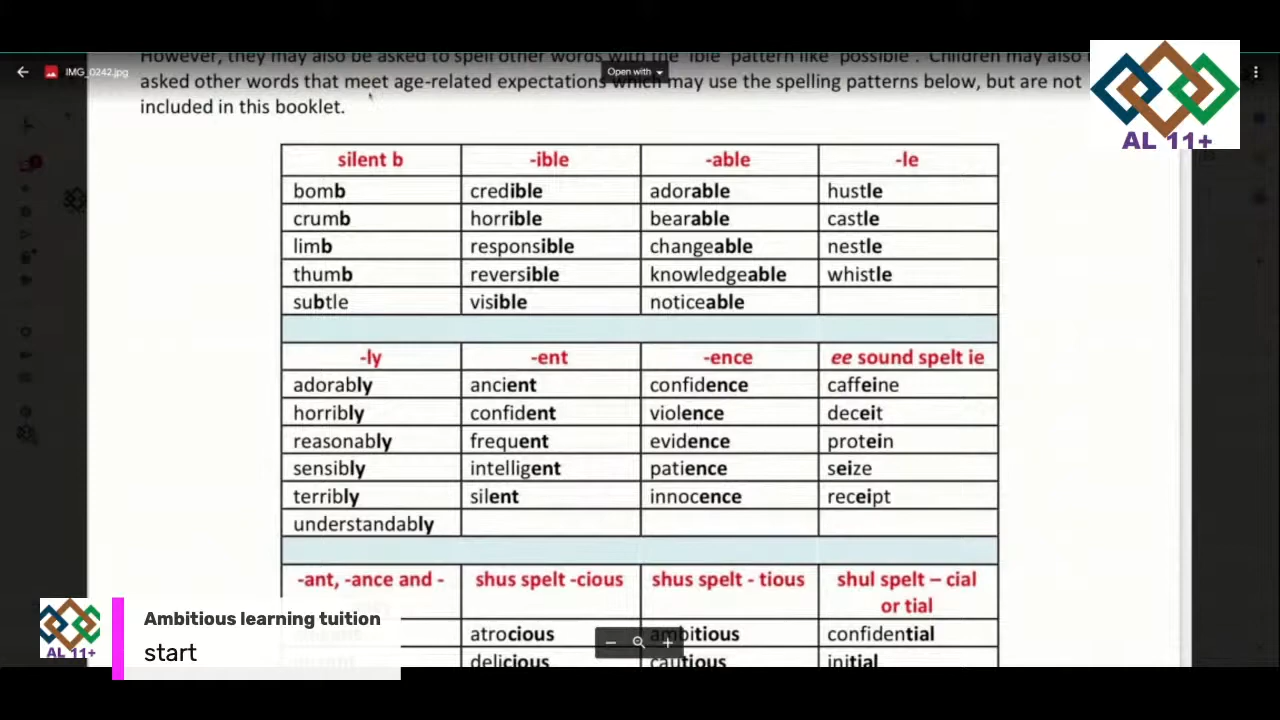 However, they may also be asked to spell other words with the 'ible' pattern like 'possible'. Children may also
IMG_0242.jpg
Open with
asked other words that meet age-related expectations which may use the spelling patterns below, but are not
included in this booklet.
AL 11+
silent b -ible -able -le
bomb credible adorable hustle
crumb horrible bearable castle
limb responsible changeable nestle
thumb reversible knowledgeable whistle
subtle visible noticeable
-ly -ent -ence ee sound spelt ie
adorably ancient confidence caffeine
horribly confident violence deceit
reasonably frequent evidence protein
sensibly intelligent patience seize
terribly silent innocence receipt
understandably
-ant, -ance and - shus spelt -cious shus spelt - tious shul spelt – cial
or tial
atrocious ambitious confidential
delicious cautious initial
Ambitious learning tuition
start
AL 11+